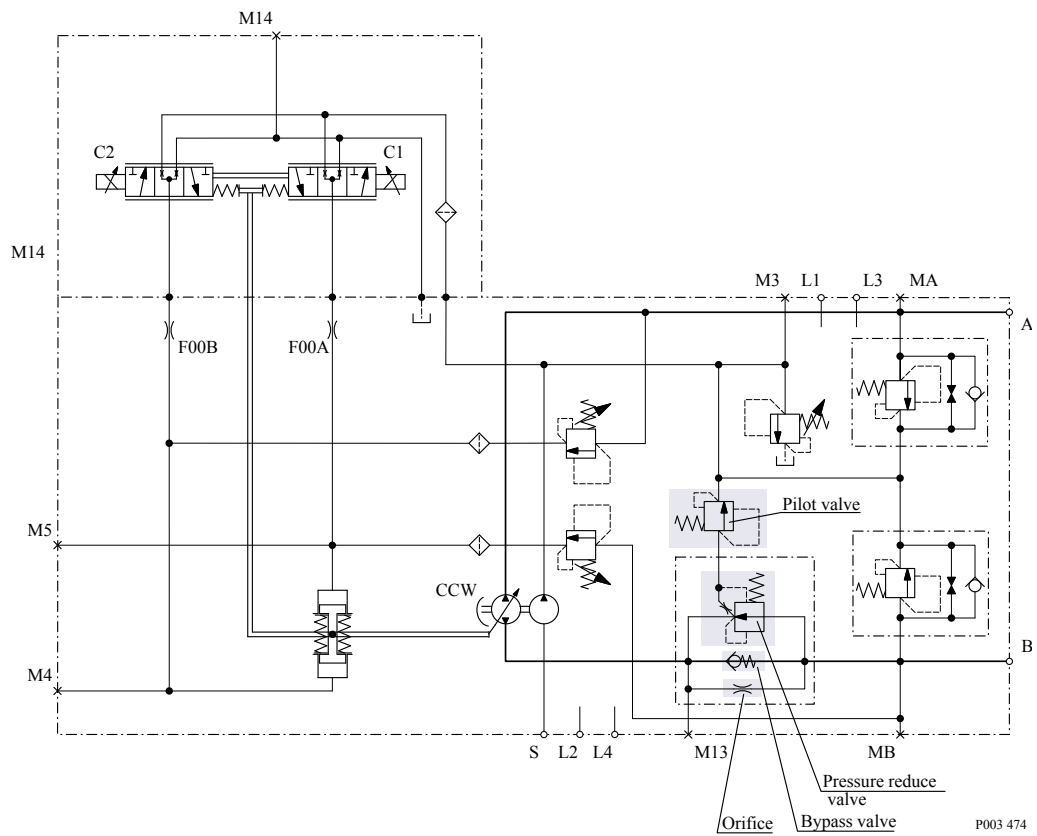 M14
C2
C1
M14
M3
L1
L3
MA
A
F00B
F00A
Pilot valve
M5
CCW
B
M4
S
L2
L4
M13
MB
Pressure reduce
valve
Orifice
Bypass valve
P003 474